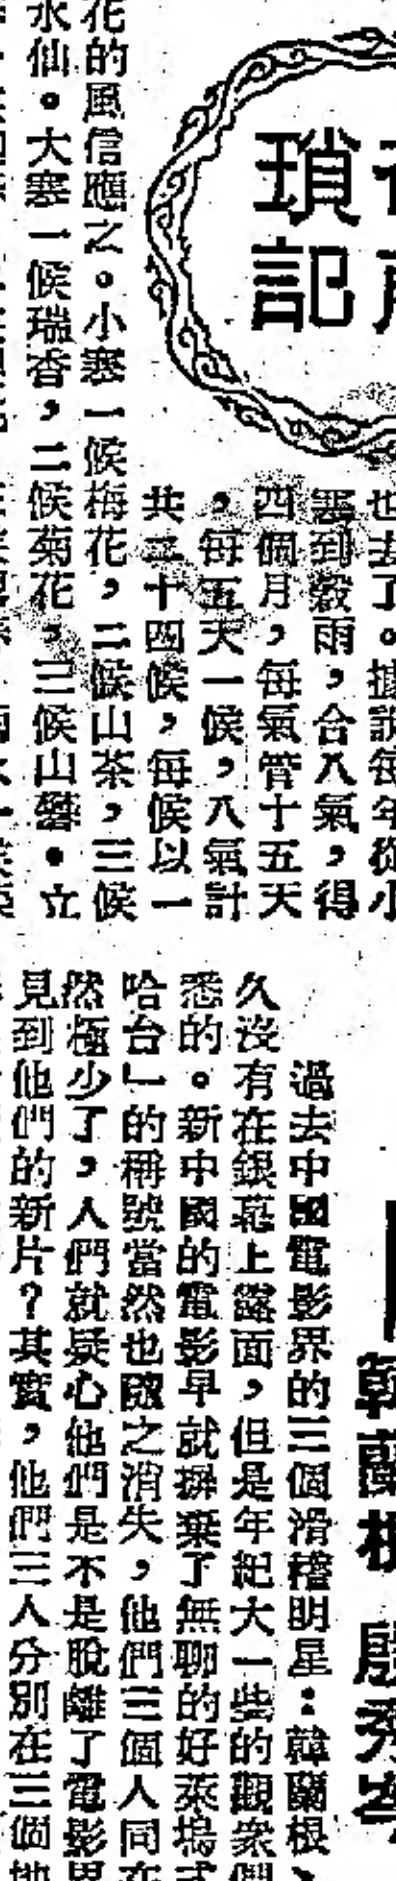 瑣
記
也去了。據說每年從小
寒到穀雨，合八氣，得
四個月，每氣管十五天
，每五天一候，八氣計
共二十四候，每候以一
花的風信應之。小寒一候梅花，二候山茶，三候
水仙。大寒一候瑞香，二候菊花，三候山礬。立
韓蘭根 殷秀岑
過去中國電影界的三個滑稽明星：韓蘭根、
久沒有在銀幕上露面，但是年紀大一些的觀衆們
悉的。新中國的電影早就摒棄了無聊的好萊塢式
哈台」的稱號當然也隨之消失，他們三個人同在
然極少了，人們就疑心他們是不是脫離了電影界
見到他們的新片？其實，他們三人分別在三個地